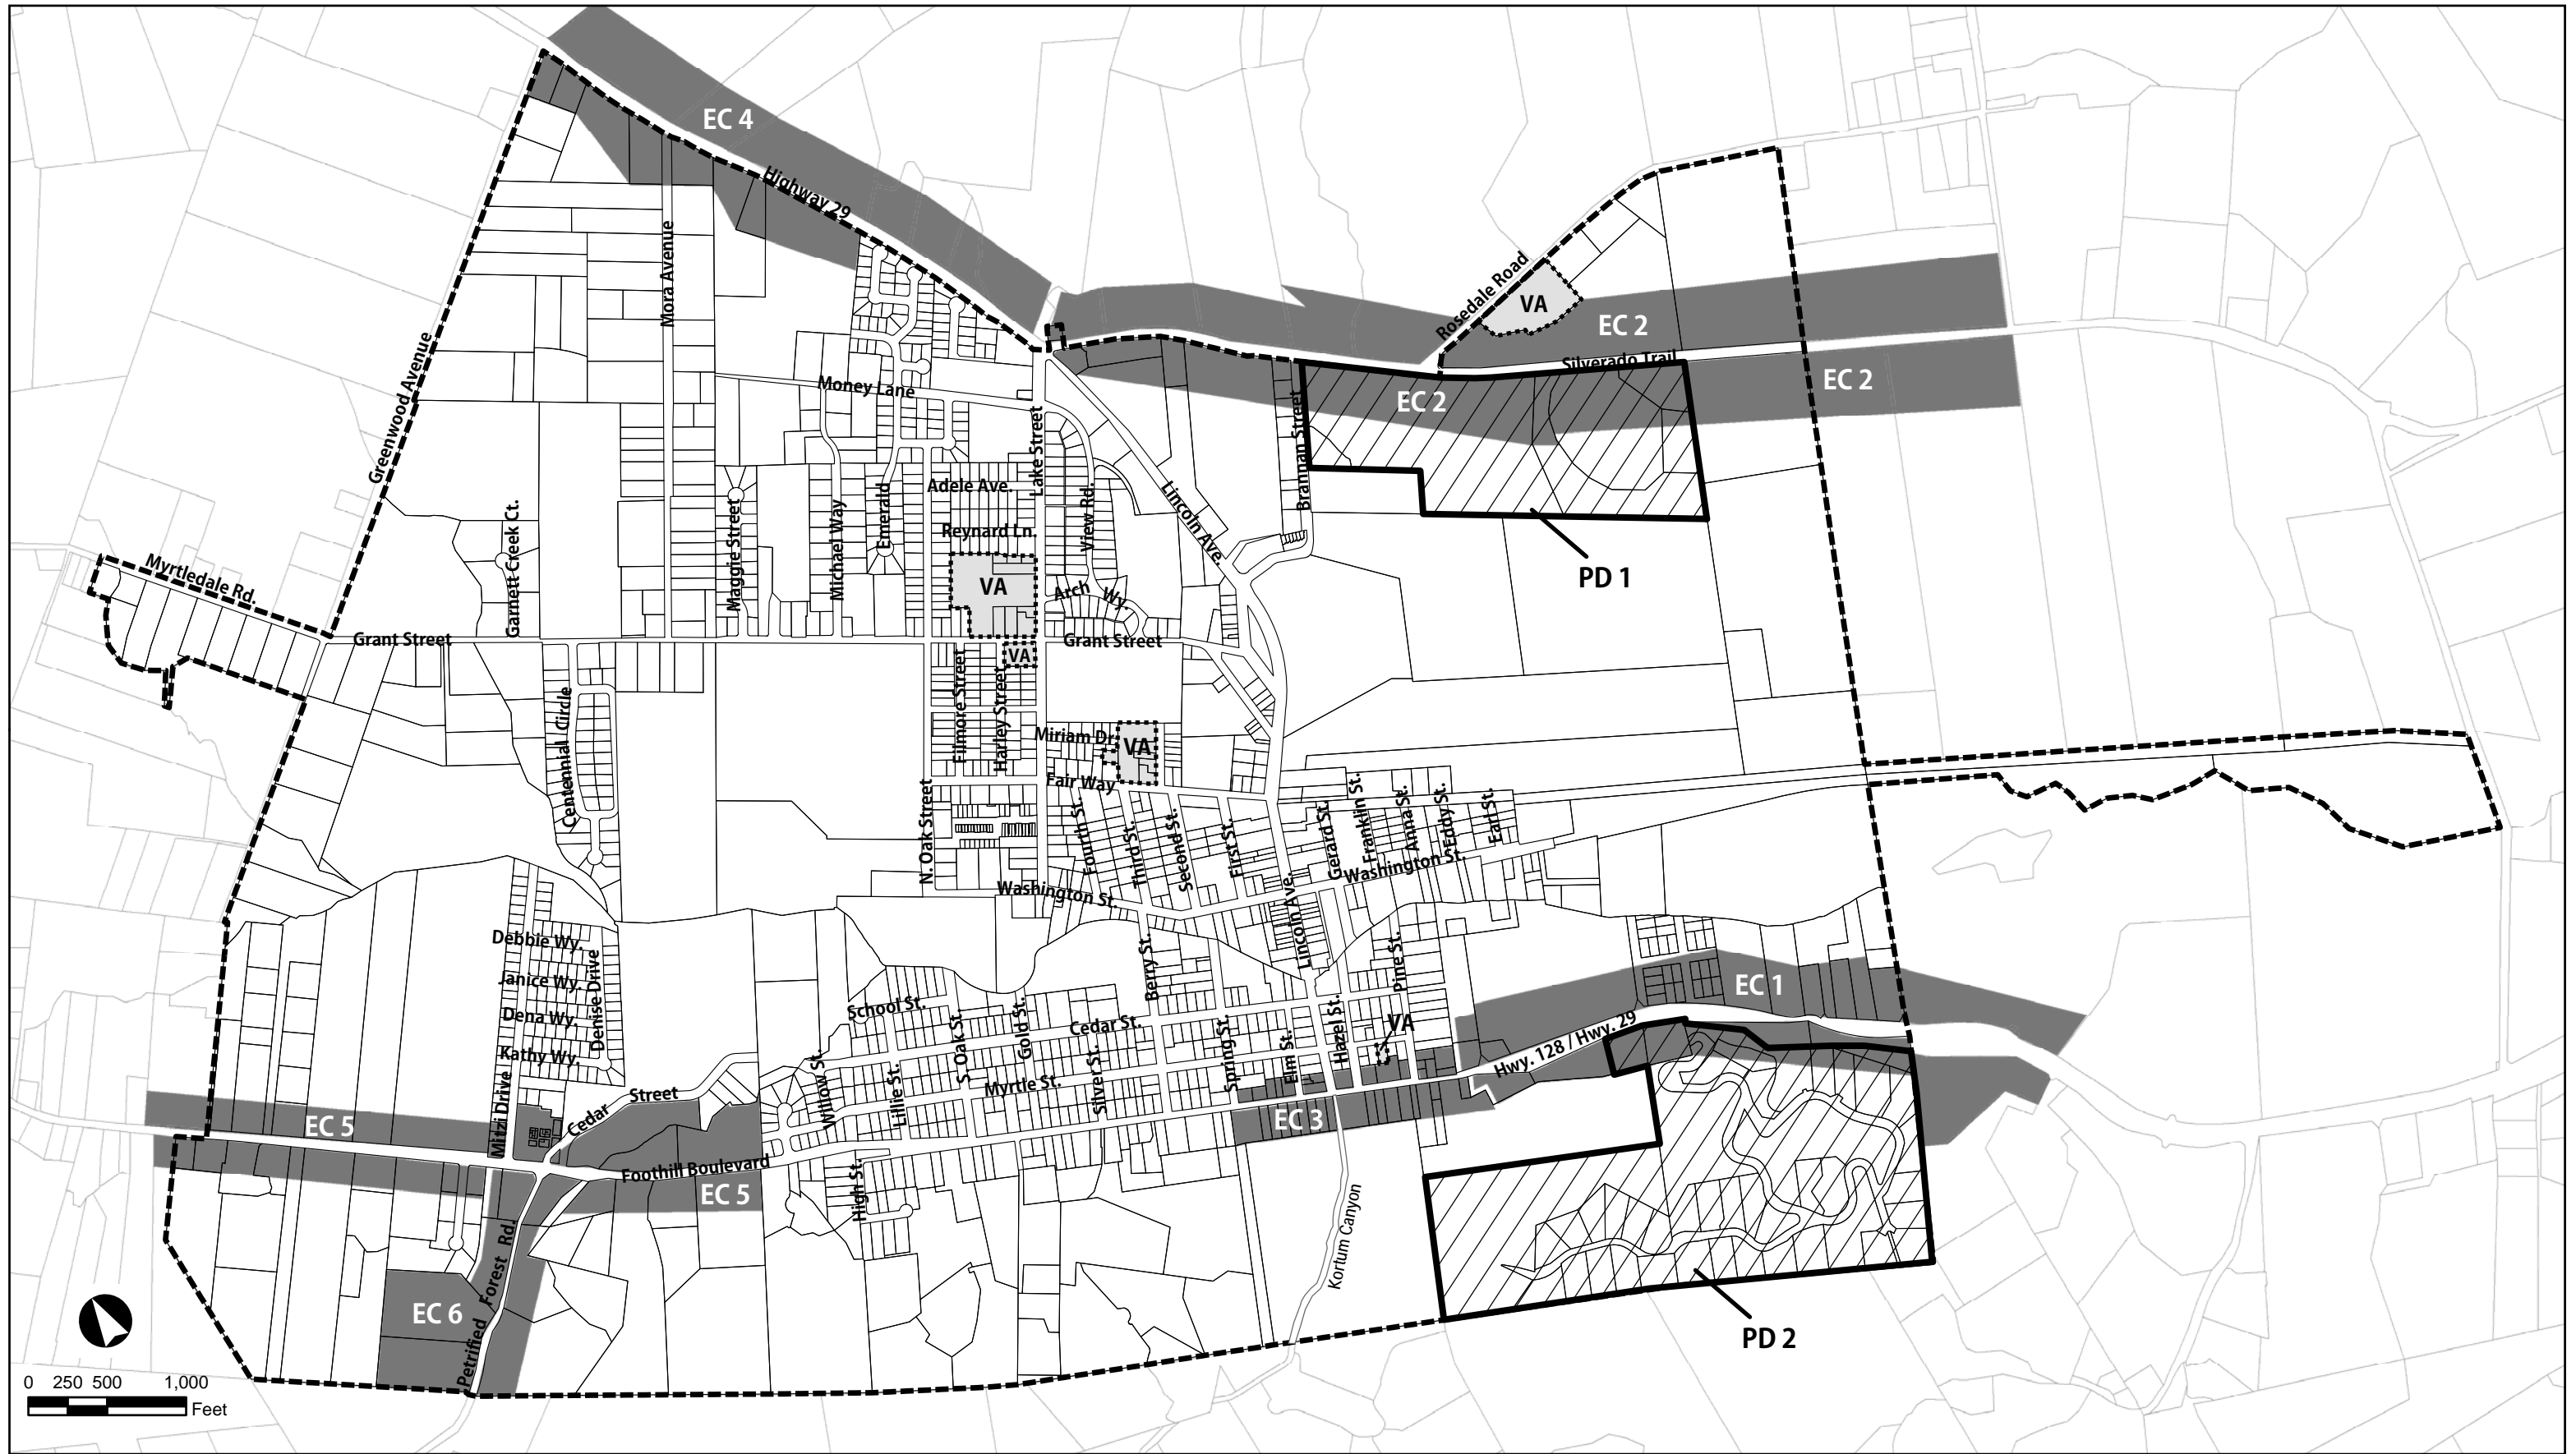 EC 4
Highway 29
Mora Avenue
Greenwood Avenue
Rosedale Road
VA
EC 2
Silverado Trail
EC 2
EC 2
Brannan Street
Money Lane
Lake Street
Adele Ave.
Reynard Ln.
View Rd.
Lincoln Ave.
Emerald
Michael Way
Maggie Street
Garnett Creek Ct.
Myrtledale Rd.
PD 1
VA
Arch Wy.
Grant Street
Grant Street
VA
Filmore Street
Harley Street
Centennial Circle
Miriam Dr.
VA
Fair Way
N. Oak Street
Fourth St.
Third St.
Second St.
First St.
Gerard St.
Franklin St.
Anna St.
Eddy St.
Earl St.
Washington St.
Washington St.
Lincoln Ave.
Debbie Wy.
Janice Wy.
Dena Wy.
Kathy Wy.
Denise Drive
Mitzi Drive
Berry St.
Pine St.
EC 1
School St.
S. Oak St.
Gold St.
Cedar St.
VA
Hwy. 128 / Hwy. 29
Hazel St.
Elm St.
Spring St.
Silver St.
Myrtle St.
Lillie St.
Willow St.
Cedar Street
EC 5
EC 3
Foothill Boulevard
EC 5
High St.
Kortum Canyon
Petrified Forest Rd.
EC 6
PD 2
0 250 500 1,000
Feet